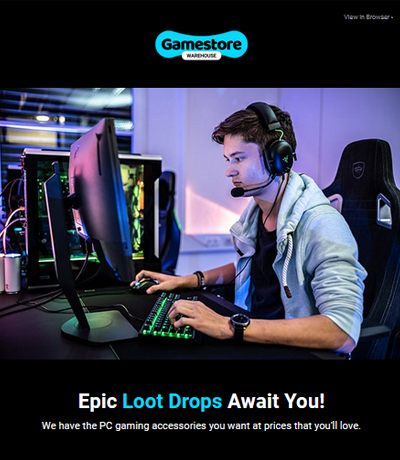 View in Browser ›
Gamestore
WAREHOUSE
Epic Loot Drops Await You!
We have the PC gaming accessories you want at prices that you'll love.